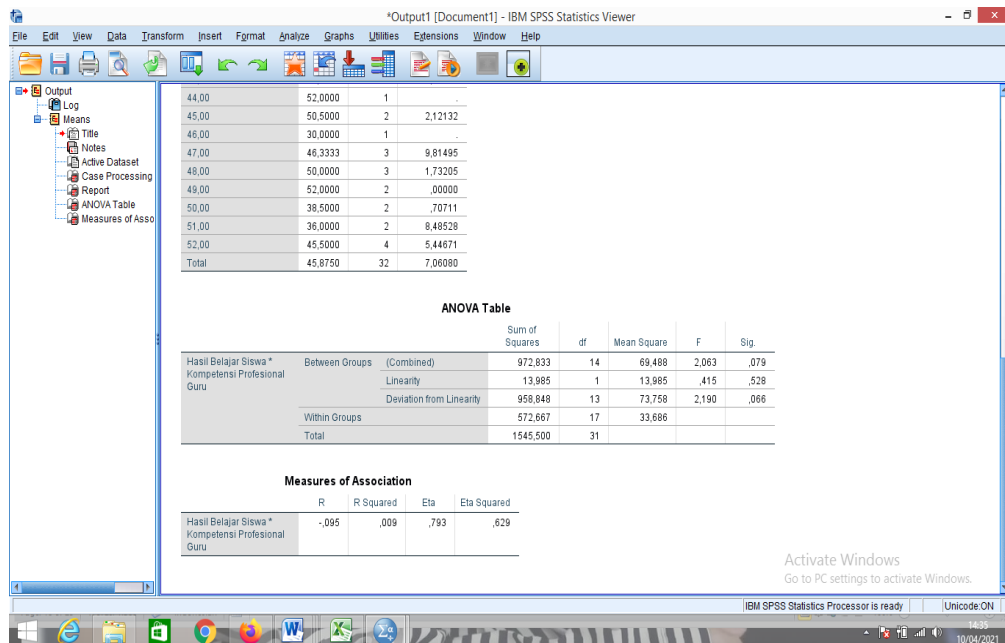 *Output1 [Document1] - IBM SPSS Statistics Viewer
File Edit View Data Transform Insert Format Analyze Graphs Utilities Extensions Window Help
Output
Log
Means
Title
Notes
Active Dataset
Case Processing
Report
ANOVA Table
Measures of Asso
44,00 52,0000 1 .
45,00 50,5000 2 2,12132
46,00 30,0000 1 .
47,00 46,3333 3 9,81495
48,00 50,0000 3 1,73205
49,00 52,0000 2 ,00000
50,00 38,5000 2 ,70711
51,00 36,0000 2 8,48528
52,00 45,5000 4 5,44671
Total 45,8750 32 7,06080
ANOVA Table
Sum of
Squares df Mean Square F Sig.
Hasil Belajar Siswa * Between Groups (Combined) 972,833 14 69,488 2,063 ,079
Kompetensi Profesional
Guru
Linearity 13,985 1 13,985 ,415 ,528
Deviation from Linearity 958,848 13 73,758 2,190 ,066
Within Groups 572,667 17 33,686
Total 1545,500 31
Measures of Association
R R Squared Eta Eta Squared
Hasil Belajar Siswa * -,095 ,009 ,793 ,629
Kompetensi Profesional
Guru
Activate Windows
Go to PC settings to activate Windows.
IBM SPSS Statistics Processor is ready Unicode:ON
14:35
10/04/2021